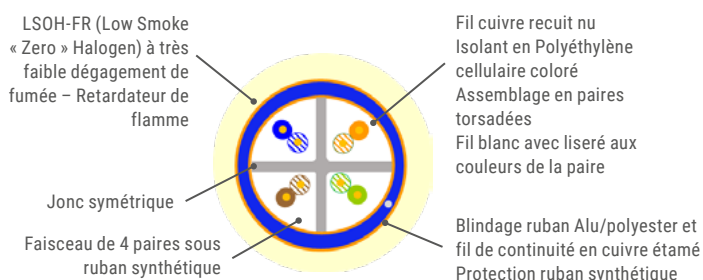 LSOH-FR (Low Smoke
« Zero » Halogen) à très
faible dégagement de
fumée – Retardateur de
flamme
Jonc symétrique
Faisceau de 4 paires sous
ruban synthétique
Fil cuivre recuit nu
Isolant en Polyéthylène
cellulaire coloré
Assemblage en paires
torsadées
Fil blanc avec liseré aux
couleurs de la paire
Blindage ruban Alu/polyester et
fil de continuité en cuivre étamé
Protection ruban synthétique